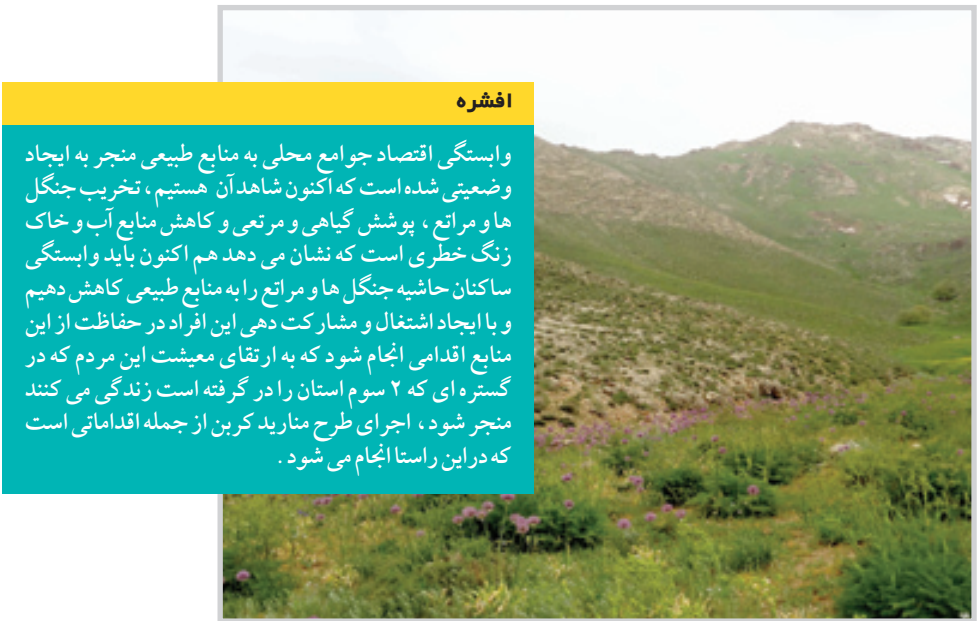 افشره
وابستگی اقتصاد جوامع محلی به منابع طبیعی منجر به ایجاد
وضعیتی شده است که اکنون شاهد آن هستیم ، تخریب جنگل
ها و مراتع ، پوشش گیاهی و مرتعی و کاهش منابع آب و خاک
زنگ خطری است که نشان می دهد هم اکنون باید وابستگی
ساکنان حاشیه جنگل ها و مراتع را به منابع طبیعی کاهش دهیم
و با ایجاد اشتغال و مشارکت دهی این افراد در حفاظت از این
منابع اقدامی انجام شود که به ارتقای معیشت این مردم که در
گستره ای که ۲ سوم استان را در گرفته است زندگی می کنند
منجر شود ، اجرای طرح منارید کربن از جمله اقداماتی است
که در این راستا انجام می شود .